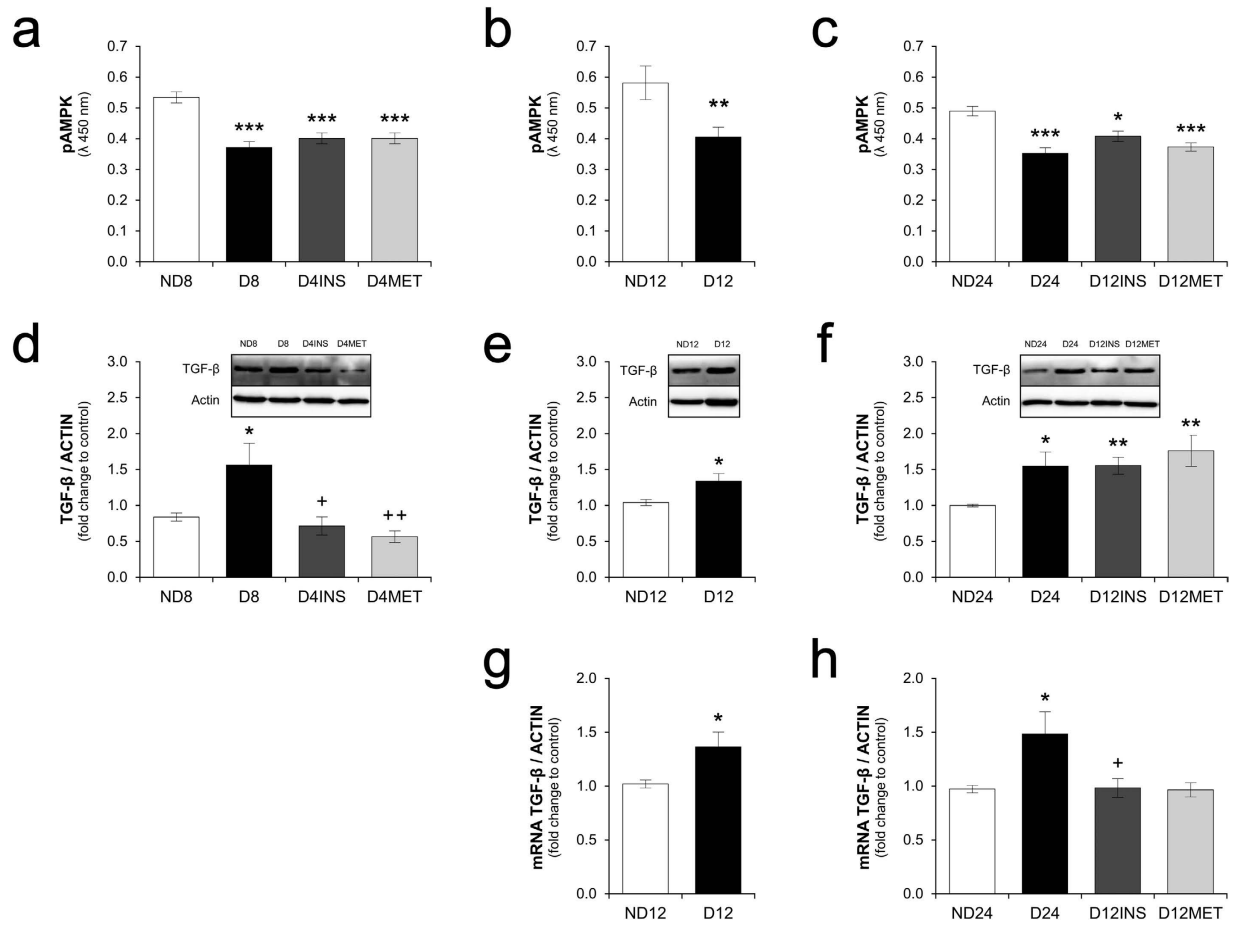 a
pAMPK
(λ 450 nm)
0.7
0.6
0.5
0.4
0.3
0.2
0.1
0.0
***
***
***
ND8
D8
D4INS
D4MET
b
pAMPK
(λ 450 nm)
0.7
0.6
0.5
0.4
0.3
0.2
0.1
0.0
**
ND12
D12
c
pAMPK
(λ 450 nm)
0.7
0.6
0.5
0.4
0.3
0.2
0.1
0.0
***
*
***
ND24
D24
D12INS
D12MET
d
TGF-β / ACTIN
(fold change to control)
3.0
2.5
2.0
1.5
1.0
0.5
0.0
ND8
D8
D4INS
D4MET
TGF-β
Actin
*
+
++
ND8
D8
D4INS
D4MET
e
TGF-β / ACTIN
(fold change to control)
3.0
2.5
2.0
1.5
1.0
0.5
0.0
ND12
D12
TGF-β
Actin
*
ND12
D12
f
TGF-β / ACTIN
(fold change to control)
3.0
2.5
2.0
1.5
1.0
0.5
0.0
ND24
D24
D12INS
D12MET
TGF-β
Actin
*
**
**
ND24
D24
D12INS
D12MET
g
mRNA TGF-β / ACTIN
(fold change to control)
2.0
1.5
1.0
0.5
0.0
*
ND12
D12
h
mRNA TGF-β / ACTIN
(fold change to control)
2.0
1.5
1.0
0.5
0.0
*
+
ND24
D24
D12INS
D12MET